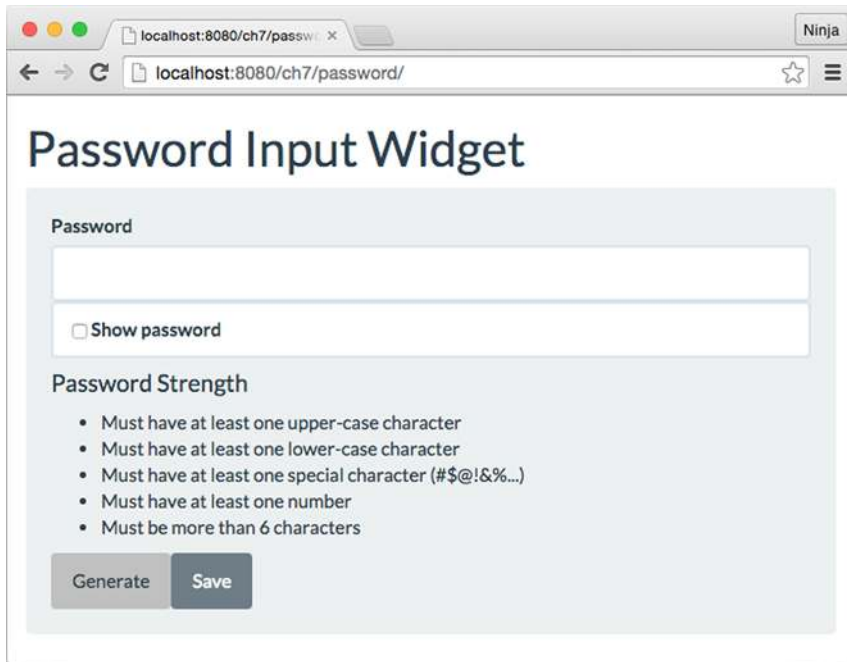 localhost:8080/ch7/passw
Ninja
localhost:8080/ch7/password/
Password Input Widget
Password
Show password
Password Strength
• Must have at least one upper-case character
• Must have at least one lower-case character
• Must have at least one special character (#$@!&%...)
• Must have at least one number
• Must be more than 6 characters
Generate
Save